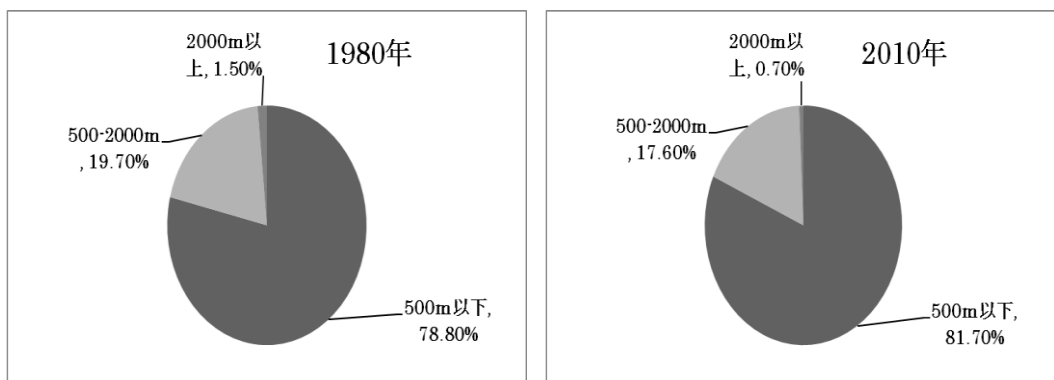 2000m以
上, 1.50%
1980年
500-2000m
, 19.70%
500m以下,
78.80%
2000m以
上, 0.70%
2010年
500-2000m
, 17.60%
500m以下,
81.70%